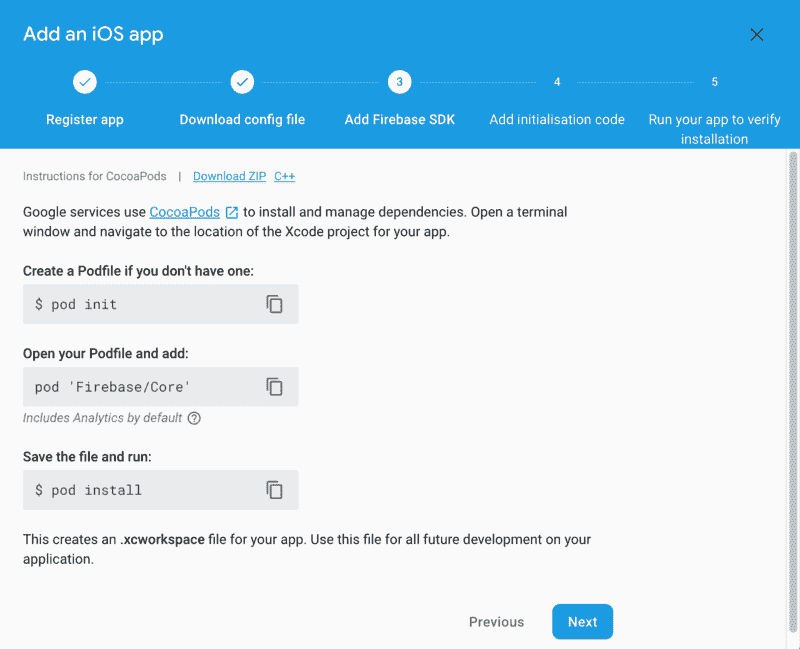 Add an iOS app
3 4 5
Register app Download config file Add Firebase SDK Add initialisation code Run your app to verify
installation
Instructions for CocoaPods | Download ZIP C++
Google services use CocoaPods to install and manage dependencies. Open a terminal
window and navigate to the location of the Xcode project for your app.
Create a Podfile if you don't have one:
$ pod init
Open your Podfile and add:
pod 'Firebase/Core'
Includes Analytics by default ?
Save the file and run:
$ pod install
This creates an .xcworkspace file for your app. Use this file for all future development on your
application.
Previous Next